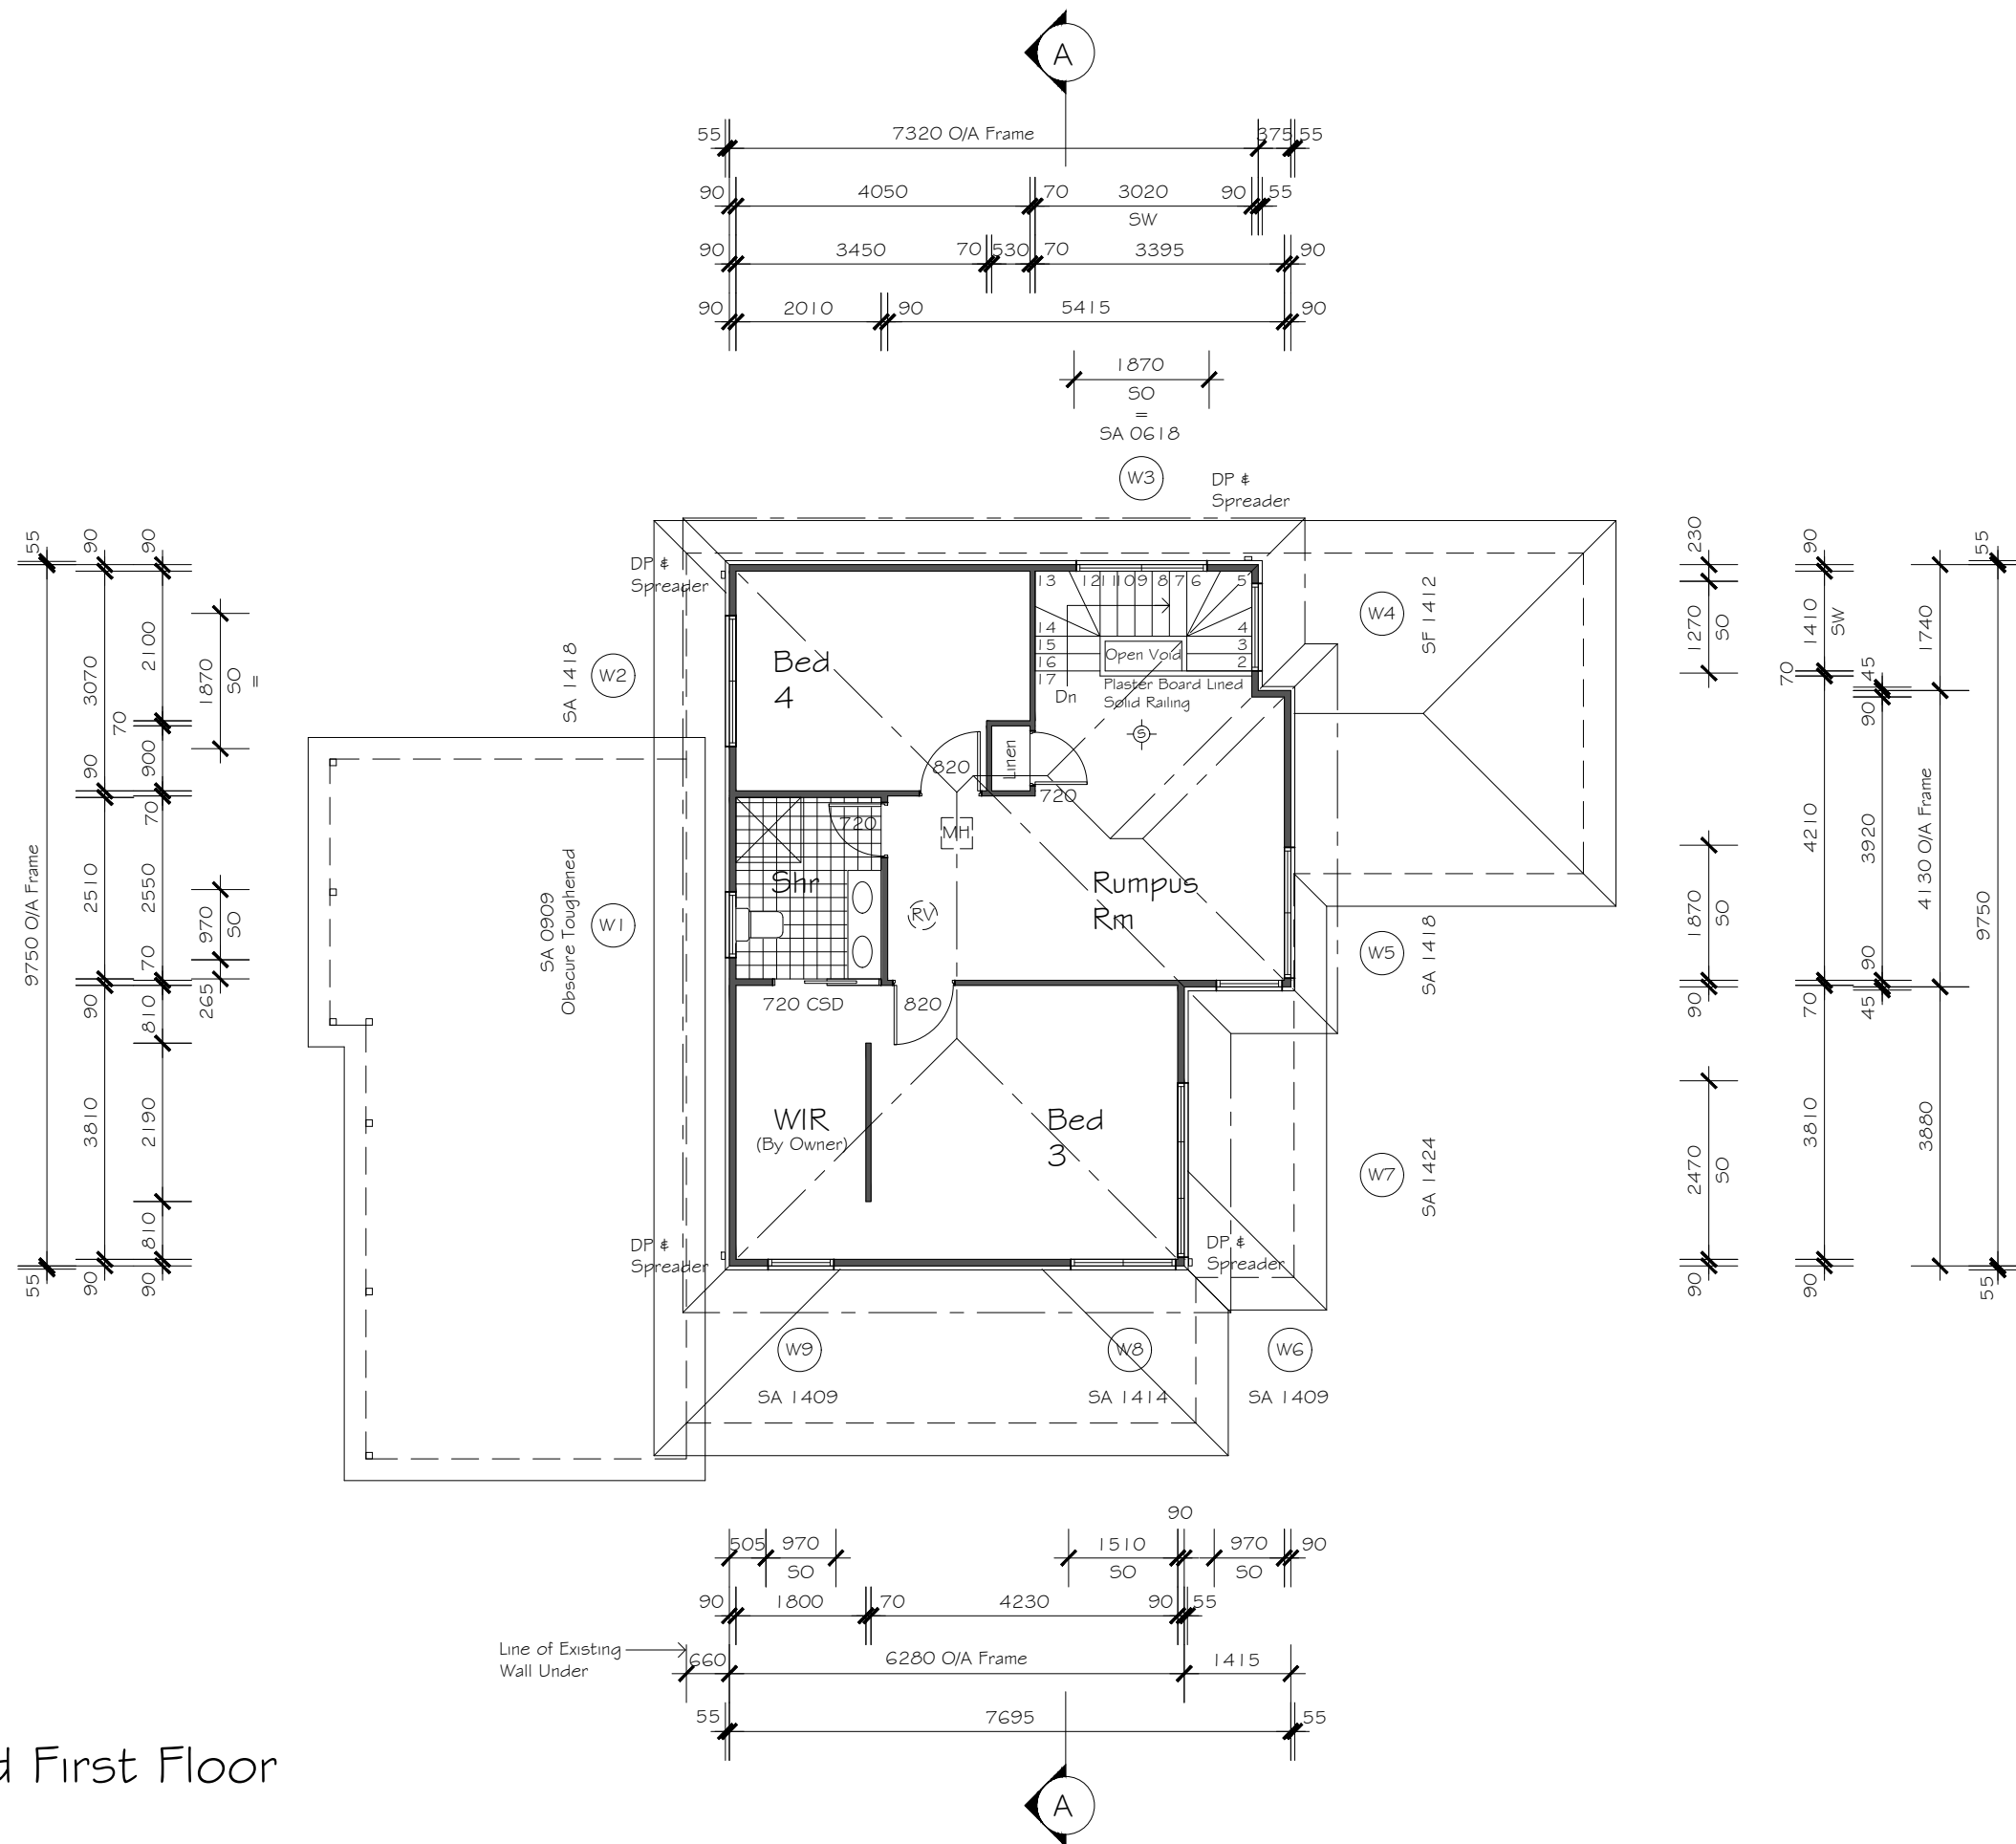 A
55 7320 O/A Frame 375 55
90 4050 70 3020 90 55
SW
90 3450 70 530 70 3395 90
90 2010 90 5415 90
1870
SO
=
SA 0618
W3
DP &
Spreader
DP &
Spreader
55
9750 O/A Frame
55
90
3070
90
2510
90
3810
90
90
2100
70
900
70
2550
70
810
2190
810
90
1870
SO
=
970
SO
265
SA 1418
W2
SA 0909
Obscure Toughened
W1
13 12 11 10 9 8 7 6 5
14 4
15 3
16 2
17
Open Void
Dn
Plaster Board Lined
Solid Railing
S
Bed
4
Linen
820
720
720
MH
Shr
RV
Rumpus
Rm
720 CSD
820
WIR
(By Owner)
Bed
3
DP &
Spreader
DP &
Spreader
W4
SF 1412
W5
SA 1418
W7
SA 1424
230
1270
SO
1870
SO
90
2470
SO
90
90
1410
SW
70
4210
70
3810
90
45
90
3920
90
45
1740
4130 O/A Frame
3880
55
9750
55
W9
SA 1409
W8
SA 1414
W6
SA 1409
90
505 970 1510 970 90
SO SO SO
90 1800 70 4230 90 55
Line of Existing
Wall Under
660 6280 O/A Frame 1415
55 7695 55
A
d First Floor